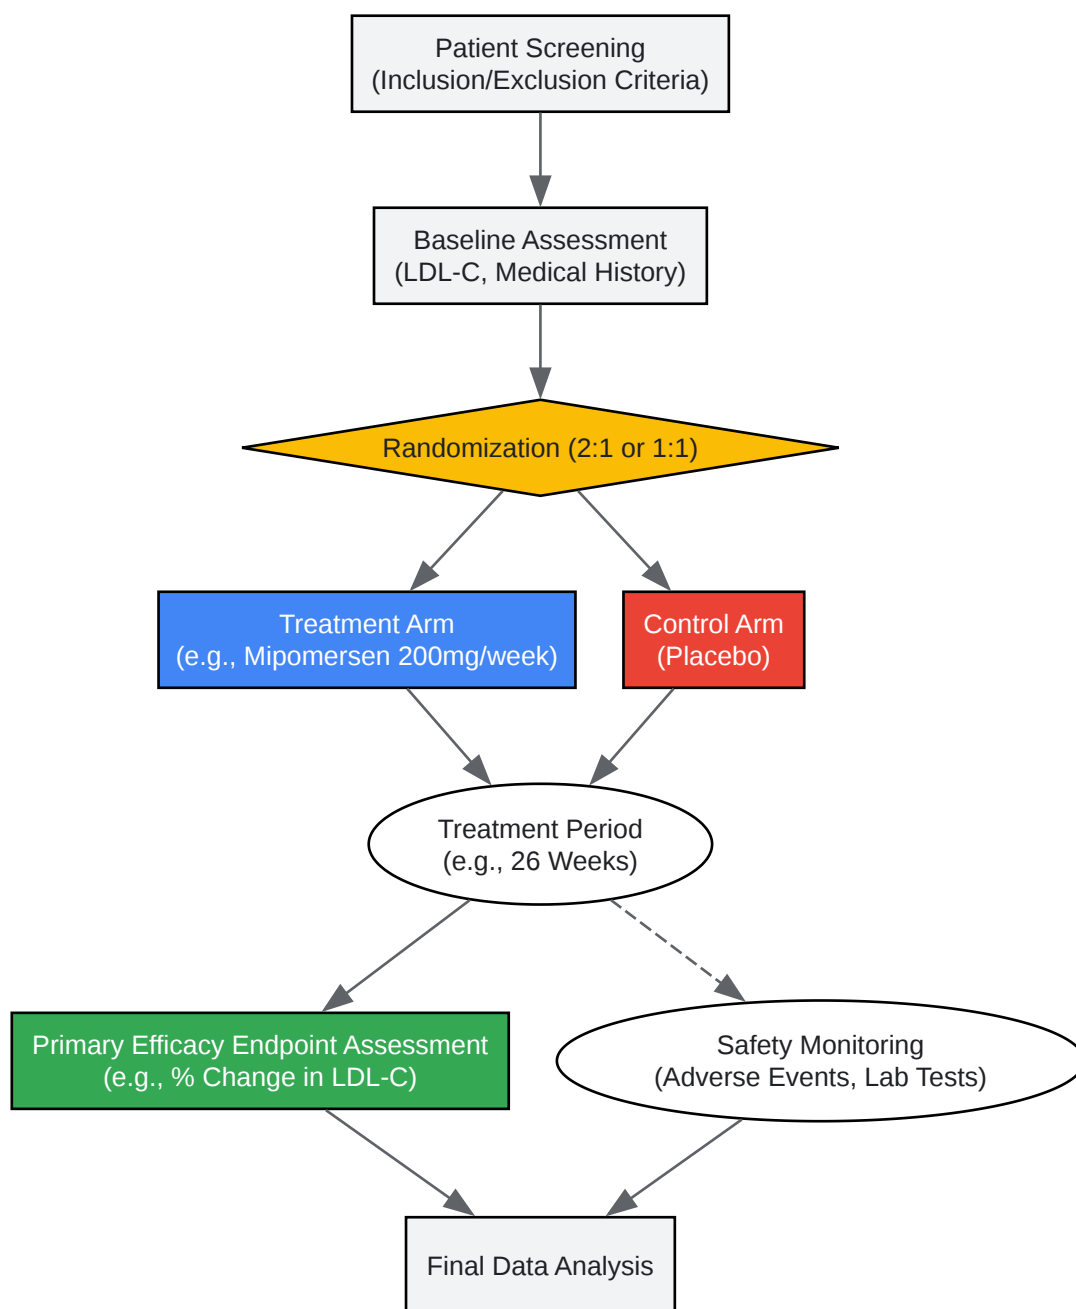 Patient Screening
(Inclusion/Exclusion Criteria)
Baseline Assessment
(LDL-C, Medical History)
Randomization (2:1 or 1:1)
Treatment Arm
(e.g., Mipomersen 200mg/week)
Control Arm
(Placebo)
Treatment Period
(e.g., 26 Weeks)
Primary Efficacy Endpoint Assessment
(e.g., % Change in LDL-C)
Safety Monitoring
(Adverse Events, Lab Tests)
Final Data Analysis